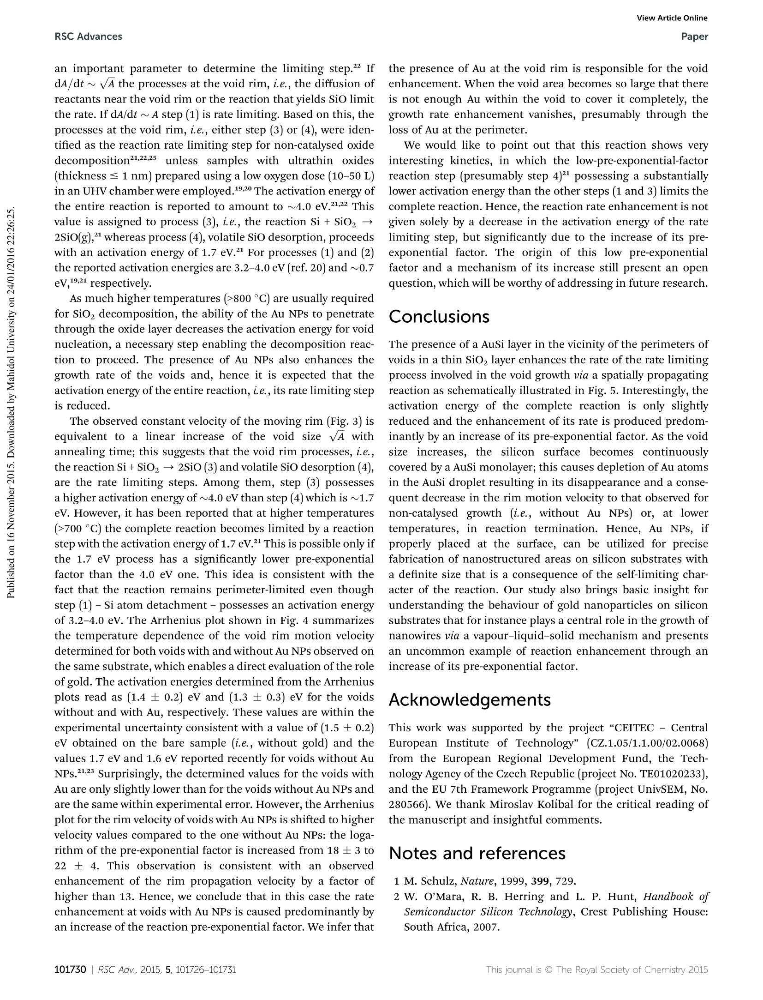 View Article Online
RSC Advances
Paper
an important parameter to determine the limiting step.22 If
dA/dt ∼ √A the processes at the void rim, i.e., the diffusion of
reactants near the void rim or the reaction that yields SiO limit
the rate. If dA/dt ∼ A step (1) is rate limiting. Based on this, the
processes at the void rim, i.e., either step (3) or (4), were iden-
tified as the reaction rate limiting step for non-catalysed oxide
decomposition21,22,25 unless samples with ultrathin oxides
(thickness ≤ 1 nm) prepared using a low oxygen dose (10–50 L)
in an UHV chamber were employed.19,20 The activation energy of
the entire reaction is reported to amount to ∼4.0 eV.21,22 This
value is assigned to process (3), i.e., the reaction Si + SiO2 →
2SiO(g),21 whereas process (4), volatile SiO desorption, proceeds
with an activation energy of 1.7 eV.21 For processes (1) and (2)
the reported activation energies are 3.2–4.0 eV (ref. 20) and ∼0.7
eV,19,21 respectively.
As much higher temperatures (>800 °C) are usually required
for SiO2 decomposition, the ability of the Au NPs to penetrate
through the oxide layer decreases the activation energy for void
nucleation, a necessary step enabling the decomposition reac-
tion to proceed. The presence of Au NPs also enhances the
growth rate of the voids and, hence it is expected that the
activation energy of the entire reaction, i.e., its rate limiting step
is reduced.
The observed constant velocity of the moving rim (Fig. 3) is
equivalent to a linear increase of the void size √A with
annealing time; this suggests that the void rim processes, i.e.,
the reaction Si + SiO2 → 2SiO (3) and volatile SiO desorption (4),
are the rate limiting steps. Among them, step (3) possesses
a higher activation energy of ∼4.0 eV than step (4) which is ∼1.7
eV. However, it has been reported that at higher temperatures
(>700 °C) the complete reaction becomes limited by a reaction
step with the activation energy of 1.7 eV.21 This is possible only if
the 1.7 eV process has a significantly lower pre-exponential
factor than the 4.0 eV one. This idea is consistent with the
fact that the reaction remains perimeter-limited even though
step (1) – Si atom detachment – possesses an activation energy
of 3.2–4.0 eV. The Arrhenius plot shown in Fig. 4 summarizes
the temperature dependence of the void rim motion velocity
determined for both voids with and without Au NPs observed on
the same substrate, which enables a direct evaluation of the role
of gold. The activation energies determined from the Arrhenius
plots read as (1.4 ± 0.2) eV and (1.3 ± 0.3) eV for the voids
without and with Au, respectively. These values are within the
experimental uncertainty consistent with a value of (1.5 ± 0.2)
eV obtained on the bare sample (i.e., without gold) and the
values 1.7 eV and 1.6 eV reported recently for voids without Au
NPs.21,23 Surprisingly, the determined values for the voids with
Au are only slightly lower than for the voids without Au NPs and
are the same within experimental error. However, the Arrhenius
plot for the rim velocity of voids with Au NPs is shifted to higher
velocity values compared to the one without Au NPs: the loga-
rithm of the pre-exponential factor is increased from 18 ± 3 to
22 ± 4. This observation is consistent with an observed
enhancement of the rim propagation velocity by a factor of
higher than 13. Hence, we conclude that in this case the rate
enhancement at voids with Au NPs is caused predominantly by
an increase of the reaction pre-exponential factor. We infer that
the presence of Au at the void rim is responsible for the void
enhancement. When the void area becomes so large that there
is not enough Au within the void to cover it completely, the
growth rate enhancement vanishes, presumably through the
loss of Au at the perimeter.
We would like to point out that this reaction shows very
interesting kinetics, in which the low-pre-exponential-factor
reaction step (presumably step 4)21 possessing a substantially
lower activation energy than the other steps (1 and 3) limits the
complete reaction. Hence, the reaction rate enhancement is not
given solely by a decrease in the activation energy of the rate
limiting step, but significantly due to the increase of its pre-
exponential factor. The origin of this low pre-exponential
factor and a mechanism of its increase still present an open
question, which will be worthy of addressing in future research.
Conclusions
The presence of a AuSi layer in the vicinity of the perimeters of
voids in a thin SiO2 layer enhances the rate of the rate limiting
process involved in the void growth via a spatially propagating
reaction as schematically illustrated in Fig. 5. Interestingly, the
activation energy of the complete reaction is only slightly
reduced and the enhancement of its rate is produced predom-
inantly by an increase of its pre-exponential factor. As the void
size increases, the silicon surface becomes continuously
covered by a AuSi monolayer; this causes depletion of Au atoms
in the AuSi droplet resulting in its disappearance and a conse-
quent decrease in the rim motion velocity to that observed for
non-catalysed growth (i.e., without Au NPs) or, at lower
temperatures, in reaction termination. Hence, Au NPs, if
properly placed at the surface, can be utilized for precise
fabrication of nanostructured areas on silicon substrates with
a definite size that is a consequence of the self-limiting char-
acter of the reaction. Our study also brings basic insight for
understanding the behaviour of gold nanoparticles on silicon
substrates that for instance plays a central role in the growth of
nanowires via a vapour–liquid–solid mechanism and presents
an uncommon example of reaction enhancement through an
increase of its pre-exponential factor.
Acknowledgements
This work was supported by the project “CEITEC – Central
European Institute of Technology” (CZ.1.05/1.1.00/02.0068)
from the European Regional Development Fund, the Tech-
nology Agency of the Czech Republic (project No. TE01020233),
and the EU 7th Framework Programme (project UnivSEM, No.
280566). We thank Miroslav Kolíbal for the critical reading of
the manuscript and insightful comments.
Notes and references
1 M. Schulz, Nature, 1999, 399, 729.
2 W. O’Mara, R. B. Herring and L. P. Hunt, Handbook of
Semiconductor Silicon Technology, Crest Publishing House:
South Africa, 2007.
101730 | RSC Adv., 2015, 5, 101726–101731
This journal is © The Royal Society of Chemistry 2015
Published on 16 November 2015. Downloaded by Mahidol University on 24/01/2016 22:26:25.